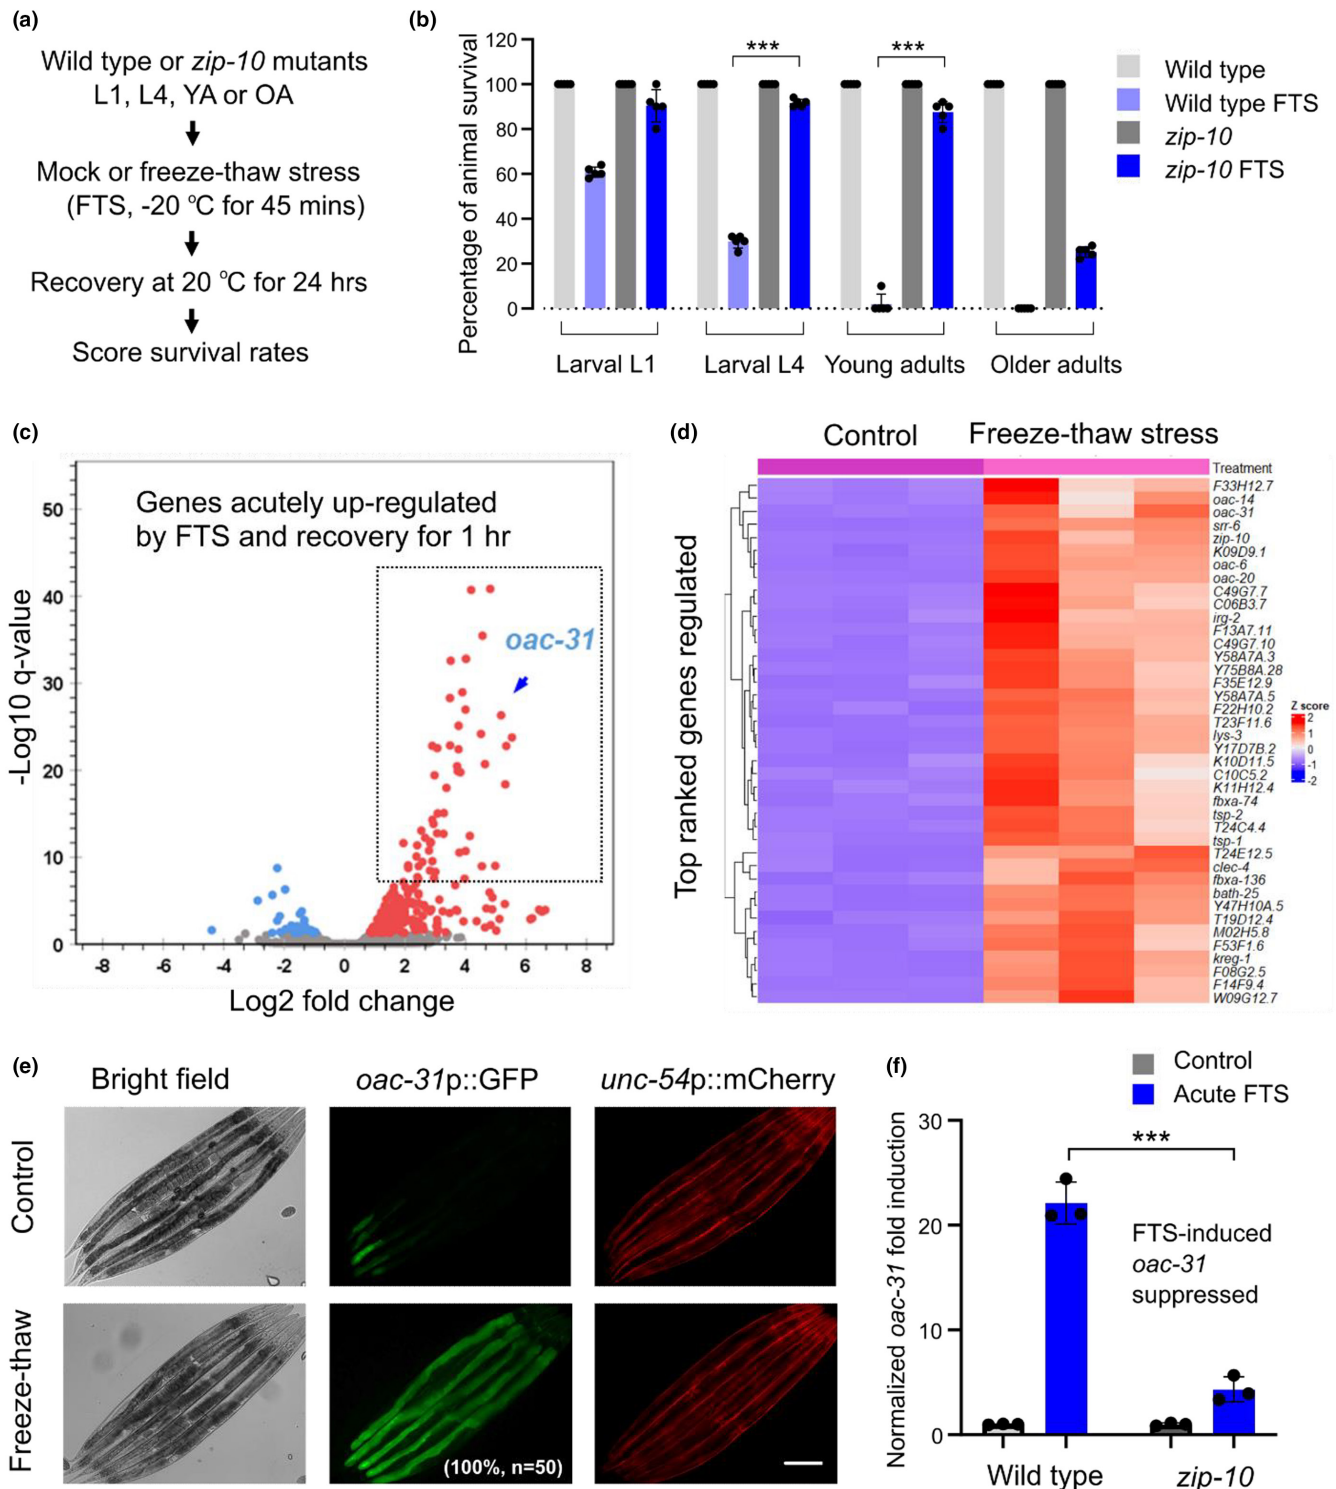 (a)
Wild type or zip-10 mutants
L1, L4, YA or OA
Mock or freeze-thaw stress
(FTS, -20 °C for 45 mins)
Recovery at 20 °C for 24 hrs
Score survival rates
(b)
Percentage of animal survival
120
100
80
60
40
20
0
***
***
Larval L1
Larval L4
Young adults
Older adults
Wild type
Wild type FTS
zip-10
zip-10 FTS
(c)
Genes acutely up-regulated
by FTS and recovery for 1 hr
oac-31
-Log10 q-value
50
40
30
20
10
0
-8
-6
-4
-2
0
2
4
6
8
Log2 fold change
(d)
Control
Freeze-thaw stress
Top ranked genes regulated
Treatment
F33H12.7
oac-14
oac-31
srr-6
zip-10
K09D9.1
oac-6
oac-20
C49G7.7
C06B3.7
irg-2
F13A7.11
C49G7.10
Y58A7A.3
Y75B8A.28
F35E12.9
Y58A7A.5
F22H10.2
T23F11.6
lys-3
Y17D7B.2
K10D11.5
C10C5.2
K11H12.4
fbxa-74
tsp-2
T24C4.4
tsp-1
T24E12.5
clec-4
fbxa-136
bath-25
Y47H10A.5
T19D12.4
M02H5.8
F53F1.6
kreg-1
F08G2.5
F14F9.4
W09G12.7
Z score
2
1
0
-1
-2
(e)
Bright field
oac-31p::GFP
unc-54p::mCherry
Control
Freeze-thaw
(100%, n=50)
(f)
Control
Acute FTS
Normalized oac-31 fold induction
30
20
10
0
***
FTS-induced
oac-31
suppressed
Wild type
zip-10